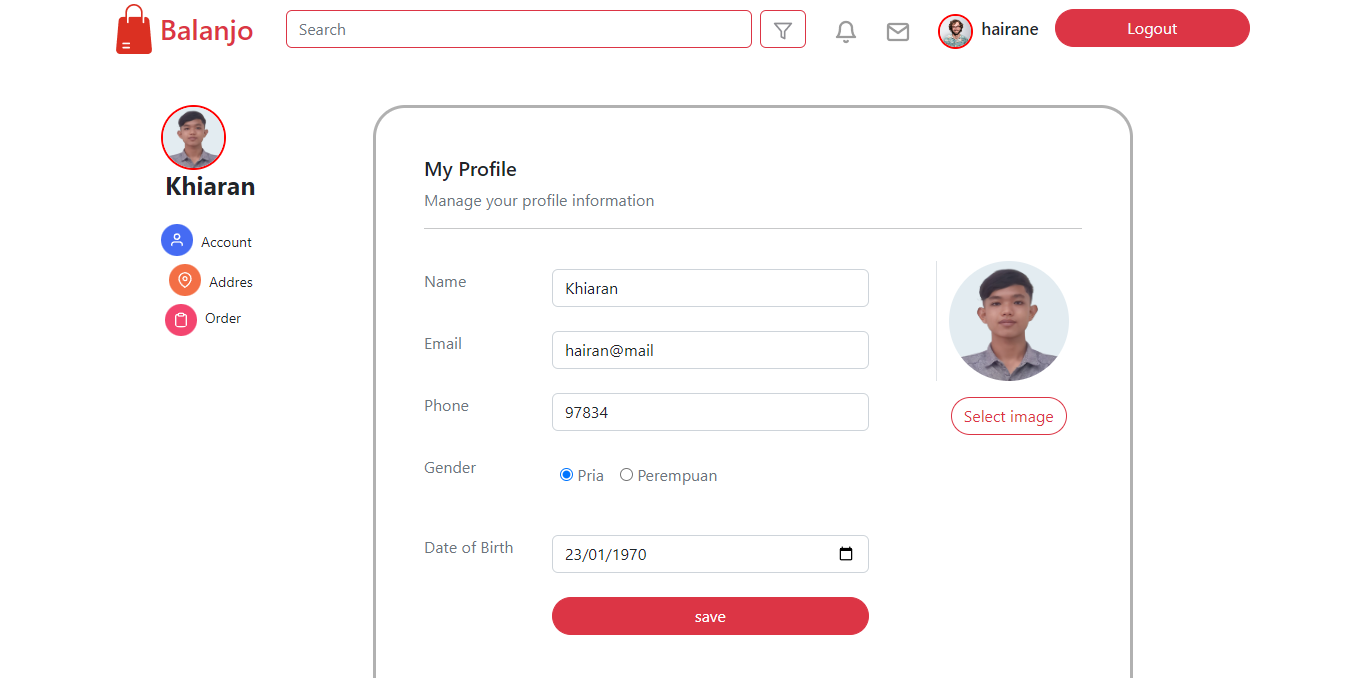 Balanjo
Search
hairane
Logout
Khiaran
Account
Addres
Order
My Profile
Manage your profile information
Name
Khiaran
Email
hairan@mail
Phone
97834
Gender
Pria
Perempuan
Date of Birth
23/01/1970
save
Select image